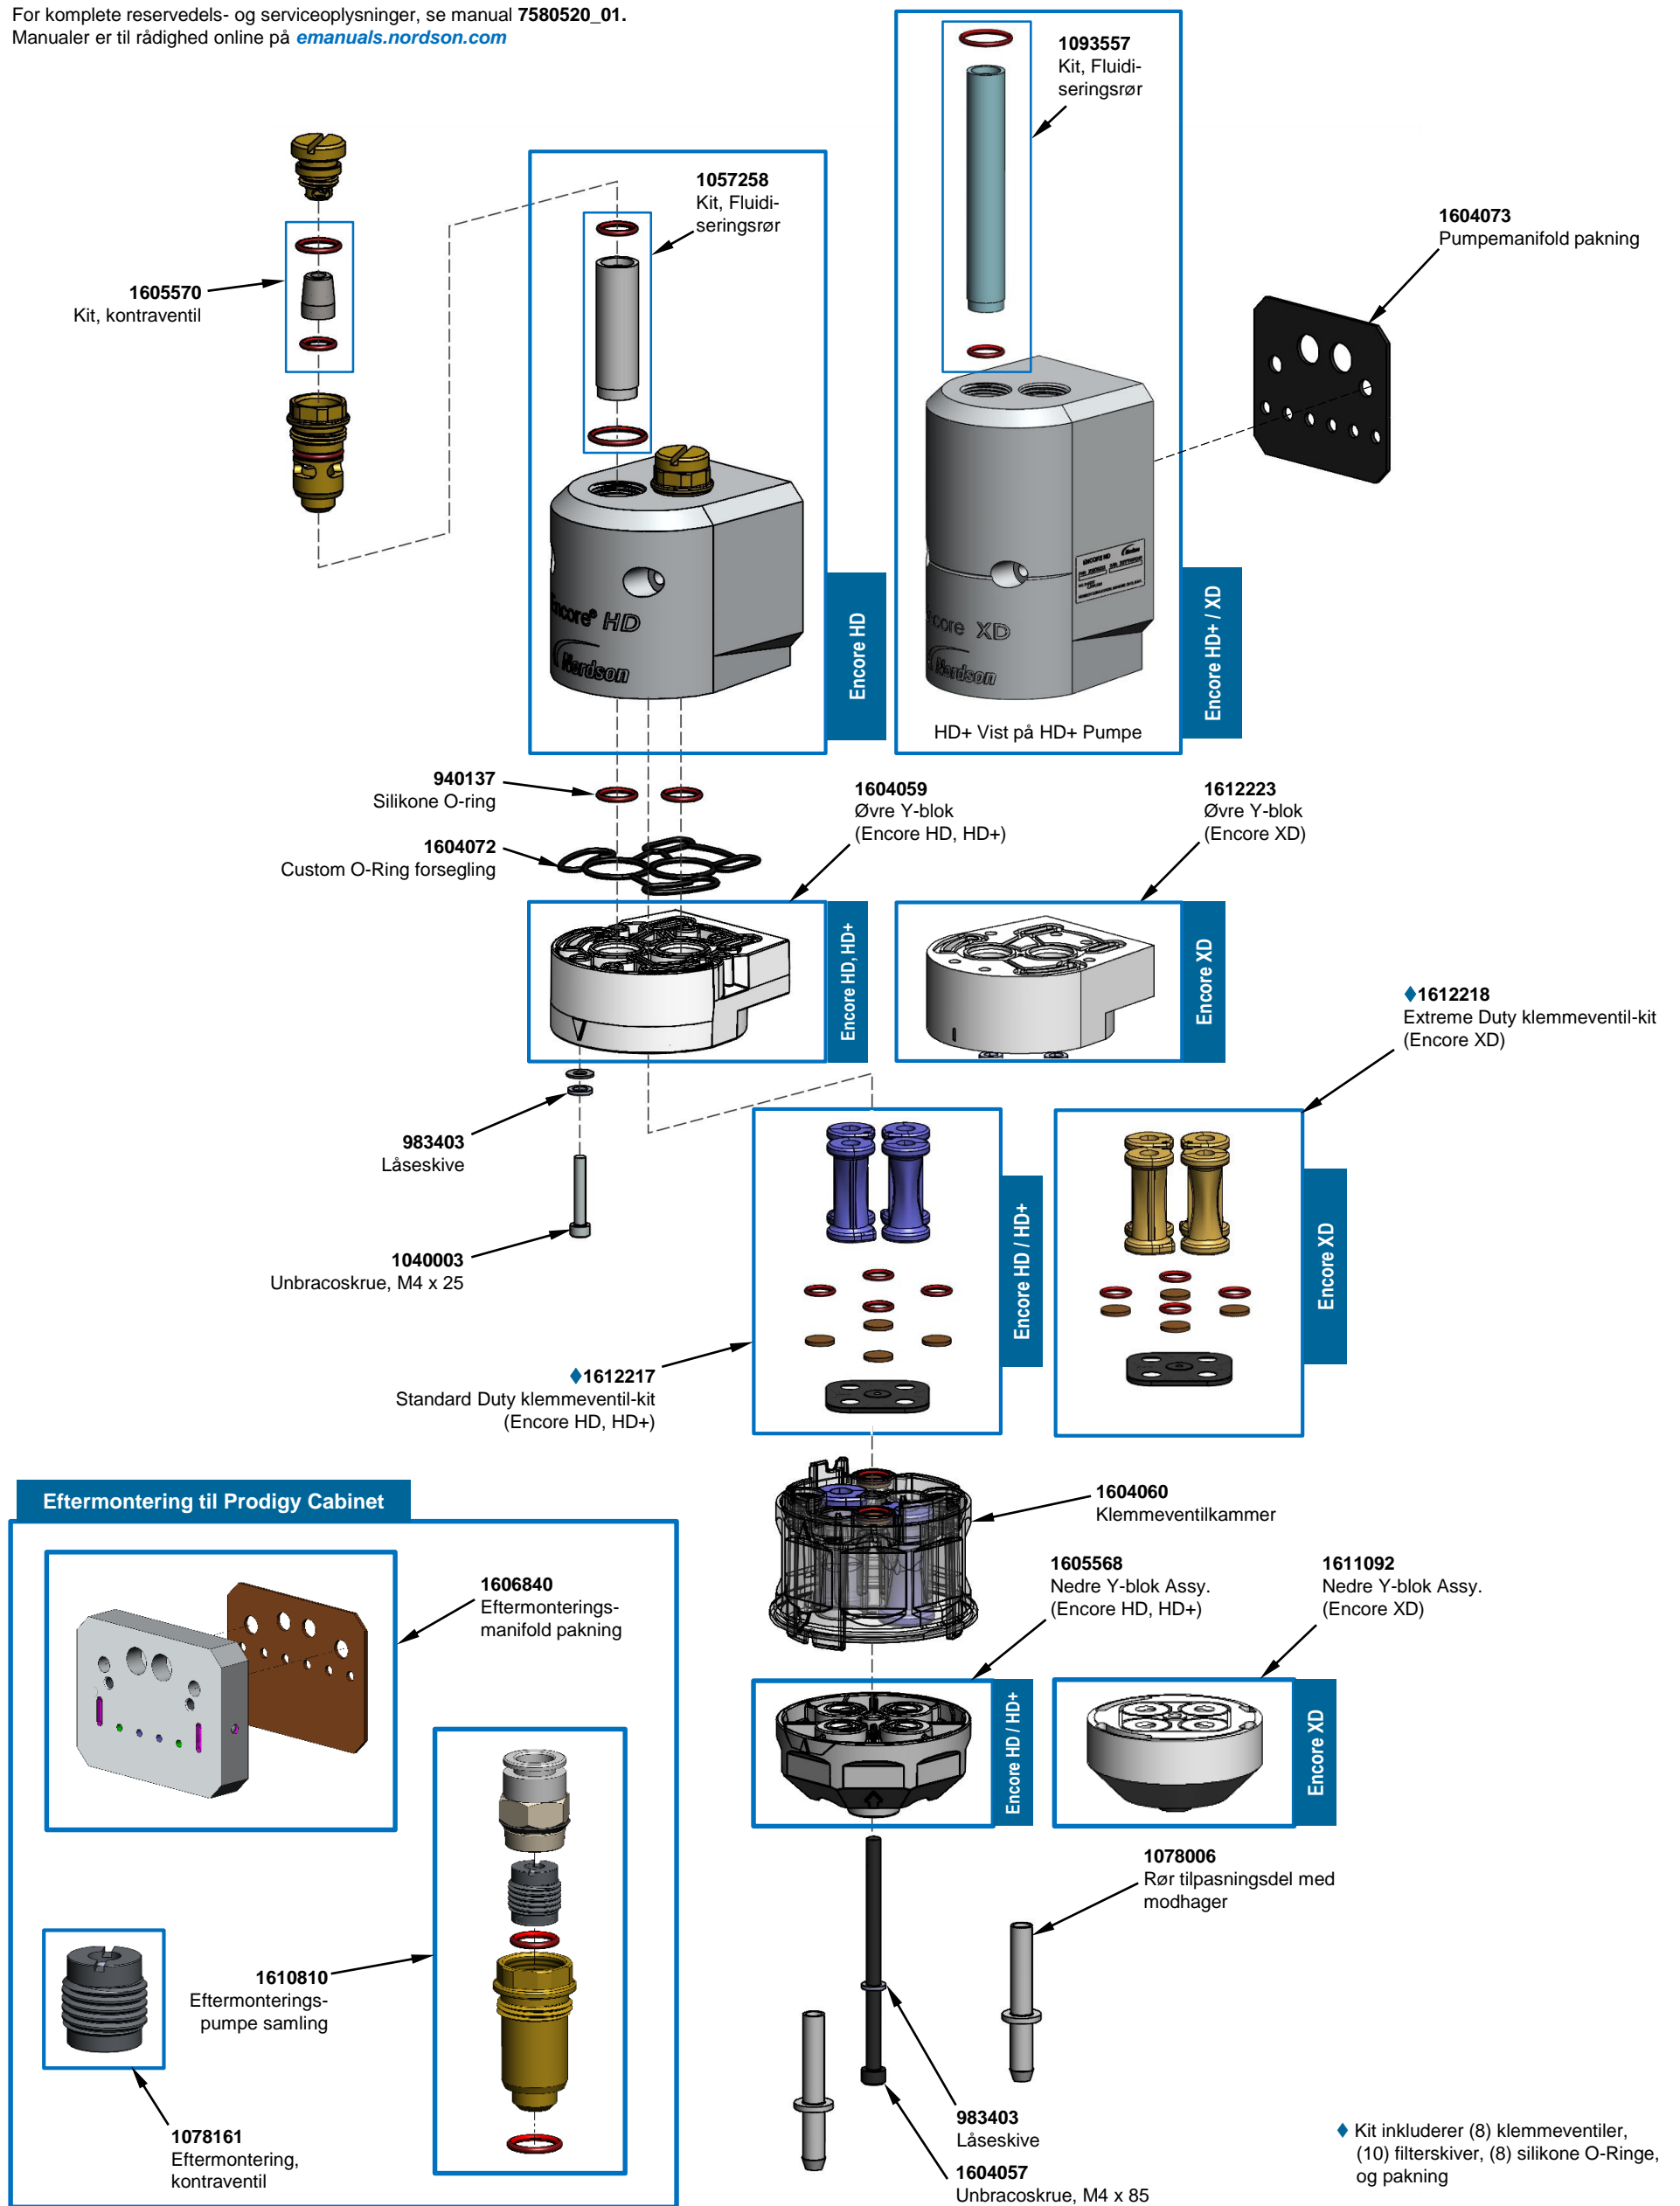 For komplete reservedels- og serviceoplysninger, se manual 7580520_01.
Manualer er til rådighed online på emanuals.nordson.com
1093557
Kit, Fluidi-
seringsrør
1057258
Kit, Fluidi-
seringsrør
1604073
Pumpemanifold pakning
1605570
Kit, kontraventil
Encore® HD
Nordson
Encore HD
ENCORE HD
Nordson
core XD
Nordson
HD+ Vist på HD+ Pumpe
Encore HD+ / XD
940137
Silikone O-ring
1604072
Custom O-Ring forsegling
1604059
Øvre Y-blok
(Encore HD, HD+)
1612223
Øvre Y-blok
(Encore XD)
Encore HD, HD+
Encore XD
♦1612218
Extreme Duty klemmeventil-kit
(Encore XD)
983403
Låseskive
1040003
Unbracoskrue, M4 x 25
Encore HD / HD+
Encore XD
♦1612217
Standard Duty klemmeventil-kit
(Encore HD, HD+)
1604060
Klemmeventilkammer
1605568
Nedre Y-blok Assy.
(Encore HD, HD+)
1611092
Nedre Y-blok Assy.
(Encore XD)
Encore HD / HD+
Encore XD
Eftermontering til Prodigy Cabinet
1606840
Eftermonterings-
manifold pakning
1610810
Eftermonterings-
pumpe samling
1078161
Eftermontering,
kontraventil
1078006
Rør tilpasningsdel med
modhager
983403
Låseskive
1604057
Unbracoskrue, M4 x 85
♦ Kit inkluderer (8) klemmeventiler,
(10) filterskiver, (8) silikone O-Ringe,
og pakning